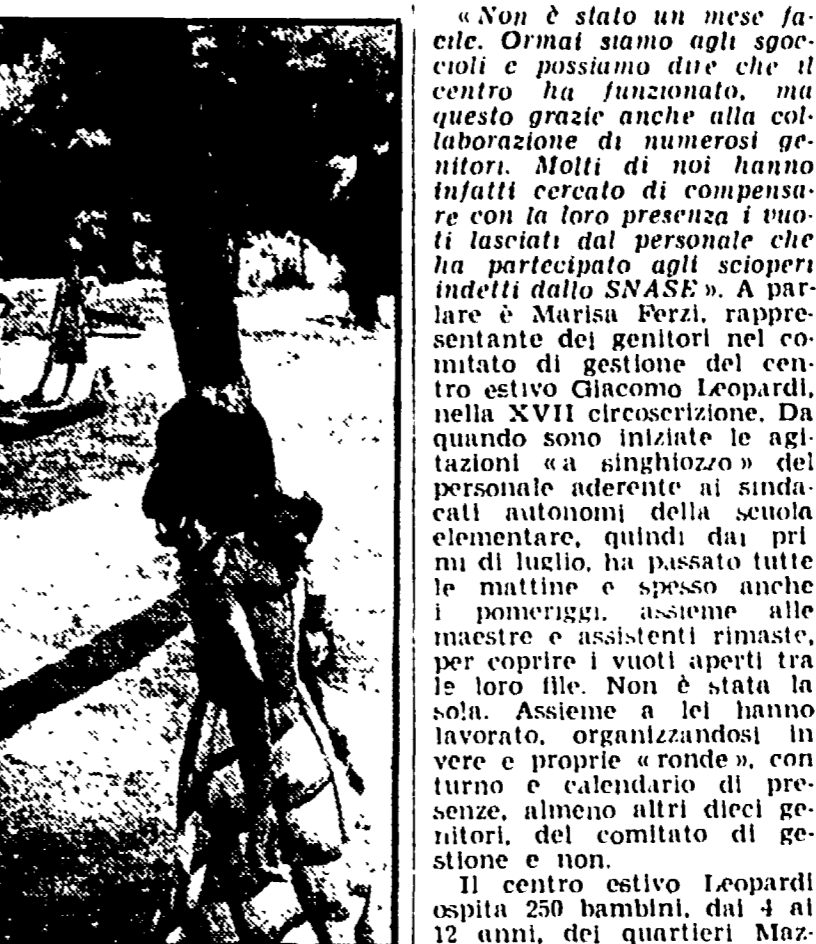 «Non è stato un mese fa-
cile. Ormai siamo agli sgoc-
cioli e possiamo dire che il
centro ha funzionato, ma
questo grazie anche alla col-
laborazione di numerosi ge-
nitori. Molti di noi hanno
infatti cercato di compensa-
re con la loro presenza i vuo-
ti lasciati dal personale che
ha partecipato agli scioperi
indetti dallo SNASE». A par-
lare è Marisa Ferzi, rappre-
sentante dei genitori nel co-
mitato di gestione del cen-
tro estivo Giacomo Leopardi,
nella XVII circoscrizione. Da
quando sono iniziate le agi-
tazioni «a singhiozzo» del
personale aderente ai sinda-
cati autonomi della scuola
elementare, quindi dai pri
mi di luglio, ha passato tutte
le mattine e spesso anche
i pomeriggi, assieme alle
maestre e assistenti rimaste,
per coprire i vuoti aperti tra
le loro file. Non è stata la
sola. Assieme a lei hanno
lavorato, organizzandosi in
vere e proprie «ronde», con
turno e calendario di pre-
senze, almeno altri dieci ge-
nitori, del comitato di ge-
stione e non.
Il centro estivo Leopardi
ospita 250 bambini, dai 4 ai
12 anni, dei quartieri Maz-